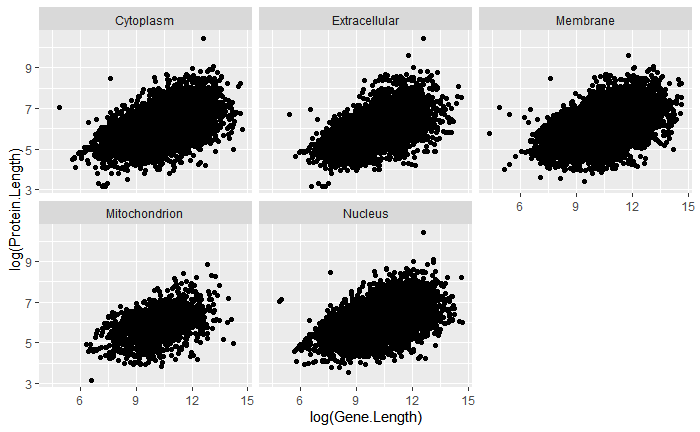 Cytoplasm Extracellular Membrane
9
7
5
3
6 9 12 15
Mitochondrion Nucleus
9
7
5
3
6 9 12 15 6 9 12 15
log(Protein.Length)
log(Gene.Length)